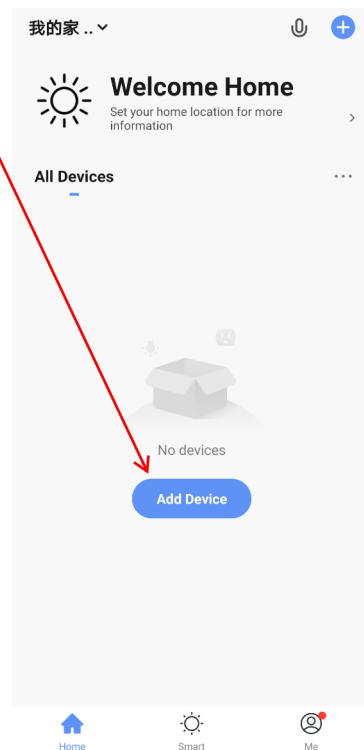 我的家 ..
Welcome Home
Set your home location for more
information
All Devices
No devices
Add Device
Home
Smart
Me